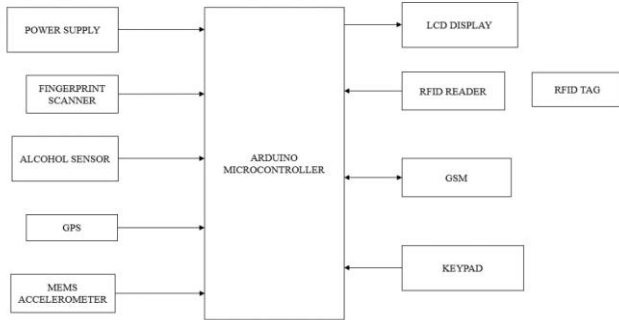 POWER SUPPLY
FINGERPRINT
SCANNER
ALCOHOL SENSOR
GPS
MEMS
ACCELEROMETER
ARDUINO
MICROCONTROLLER
LCD DISPLAY
RFID READER
RFID TAG
GSM
KEYPAD